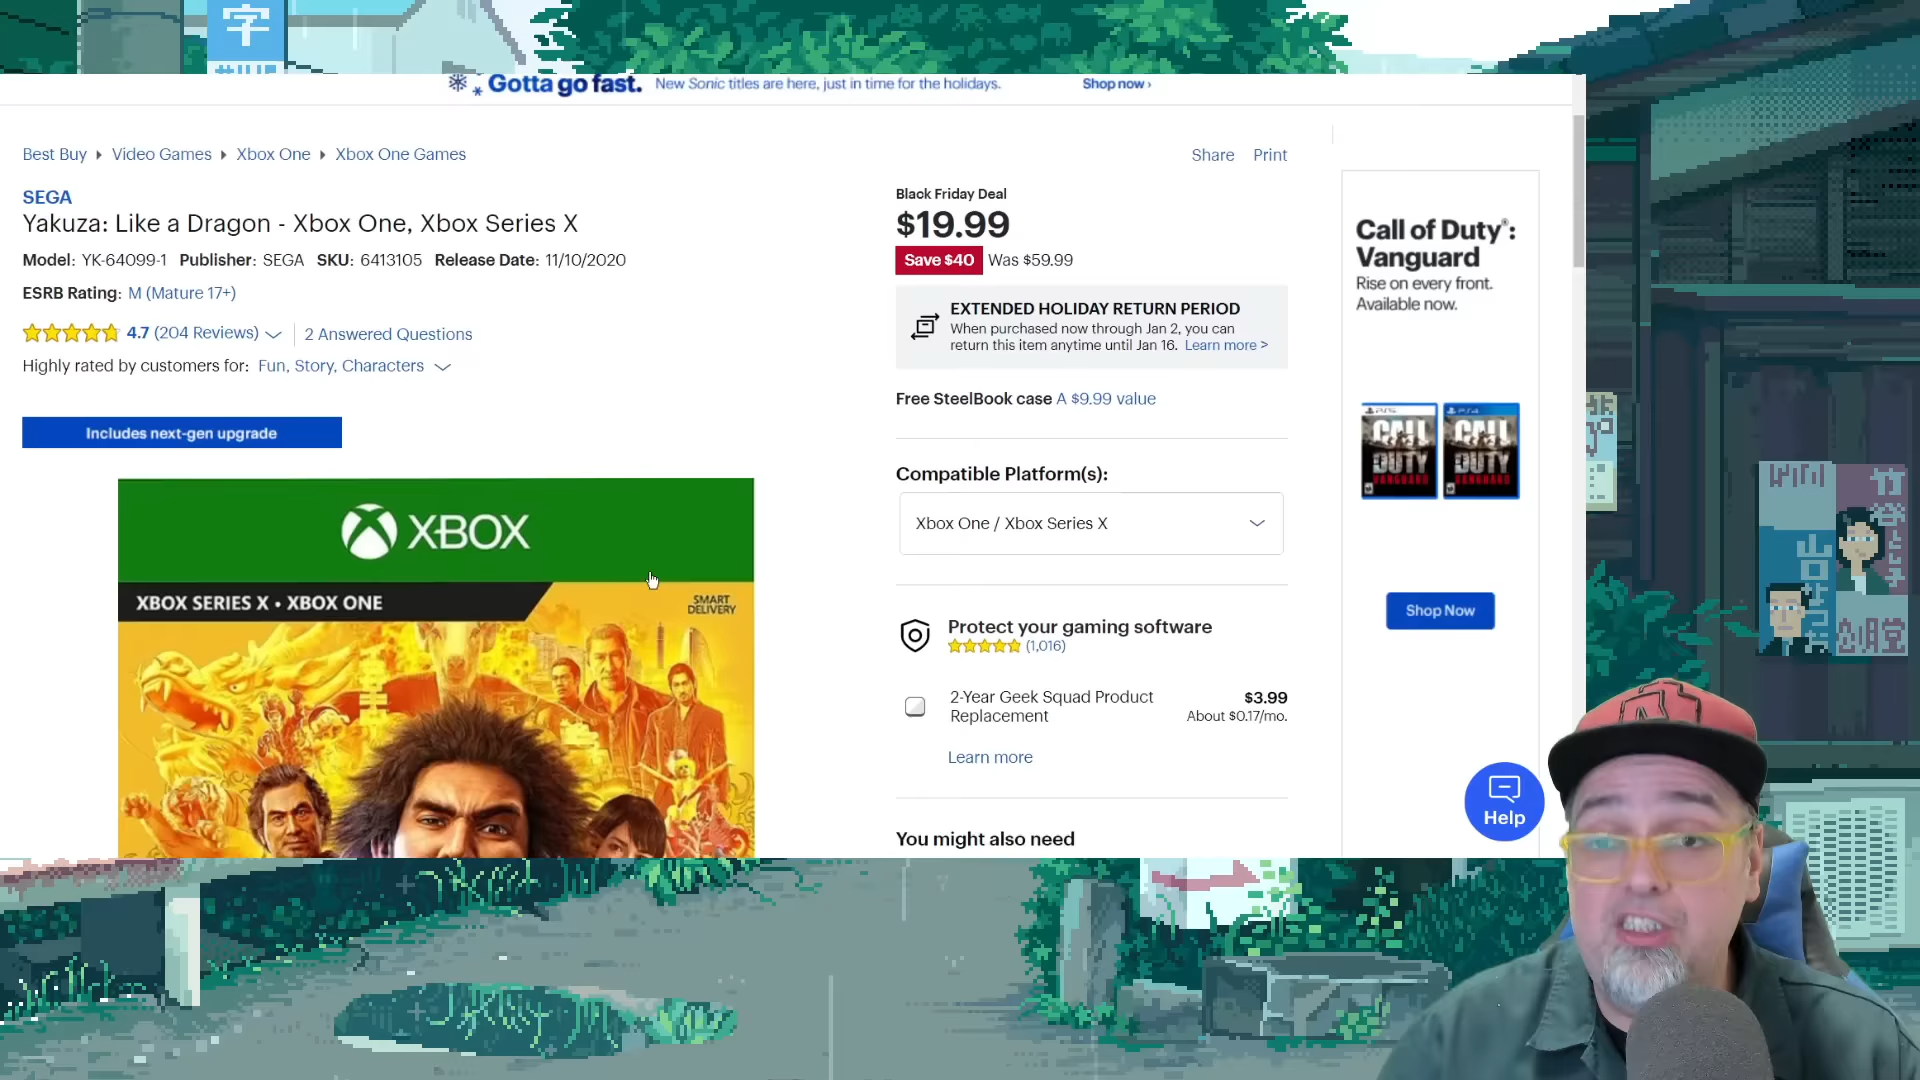 字
Gotta go fast. New Sonic titles are here, just in time for the holidays. Shop now ›
Best Buy Video Games Xbox One Xbox One Games
Share Print
SEGA
Yakuza: Like a Dragon - Xbox One, Xbox Series X
Model: YK-64099-1 Publisher: SEGA SKU: 6413105 Release Date: 11/10/2020
ESRB Rating: M (Mature 17+)
4.7 (204 Reviews) 2 Answered Questions
Highly rated by customers for: Fun, Story, Characters
Includes next-gen upgrade
XBOX
XBOX SERIES X • XBOX ONE
SMART
DELIVERY
Black Friday Deal
$19.99
Save $40 Was $59.99
EXTENDED HOLIDAY RETURN PERIOD
When purchased now through Jan 2, you can
return this item anytime until Jan 16. Learn more >
Free SteelBook case A $9.99 value
Compatible Platform(s):
Xbox One / Xbox Series X
Protect your gaming software
(1,016)
2-Year Geek Squad Product
Replacement
$3.99
About $0.17/mo.
Learn more
You might also need
Call of Duty®:
Vanguard
Rise on every front.
Available now.
CALL DUTY VANGUARD
CALL DUTY VANGUARD
Shop Now
Help